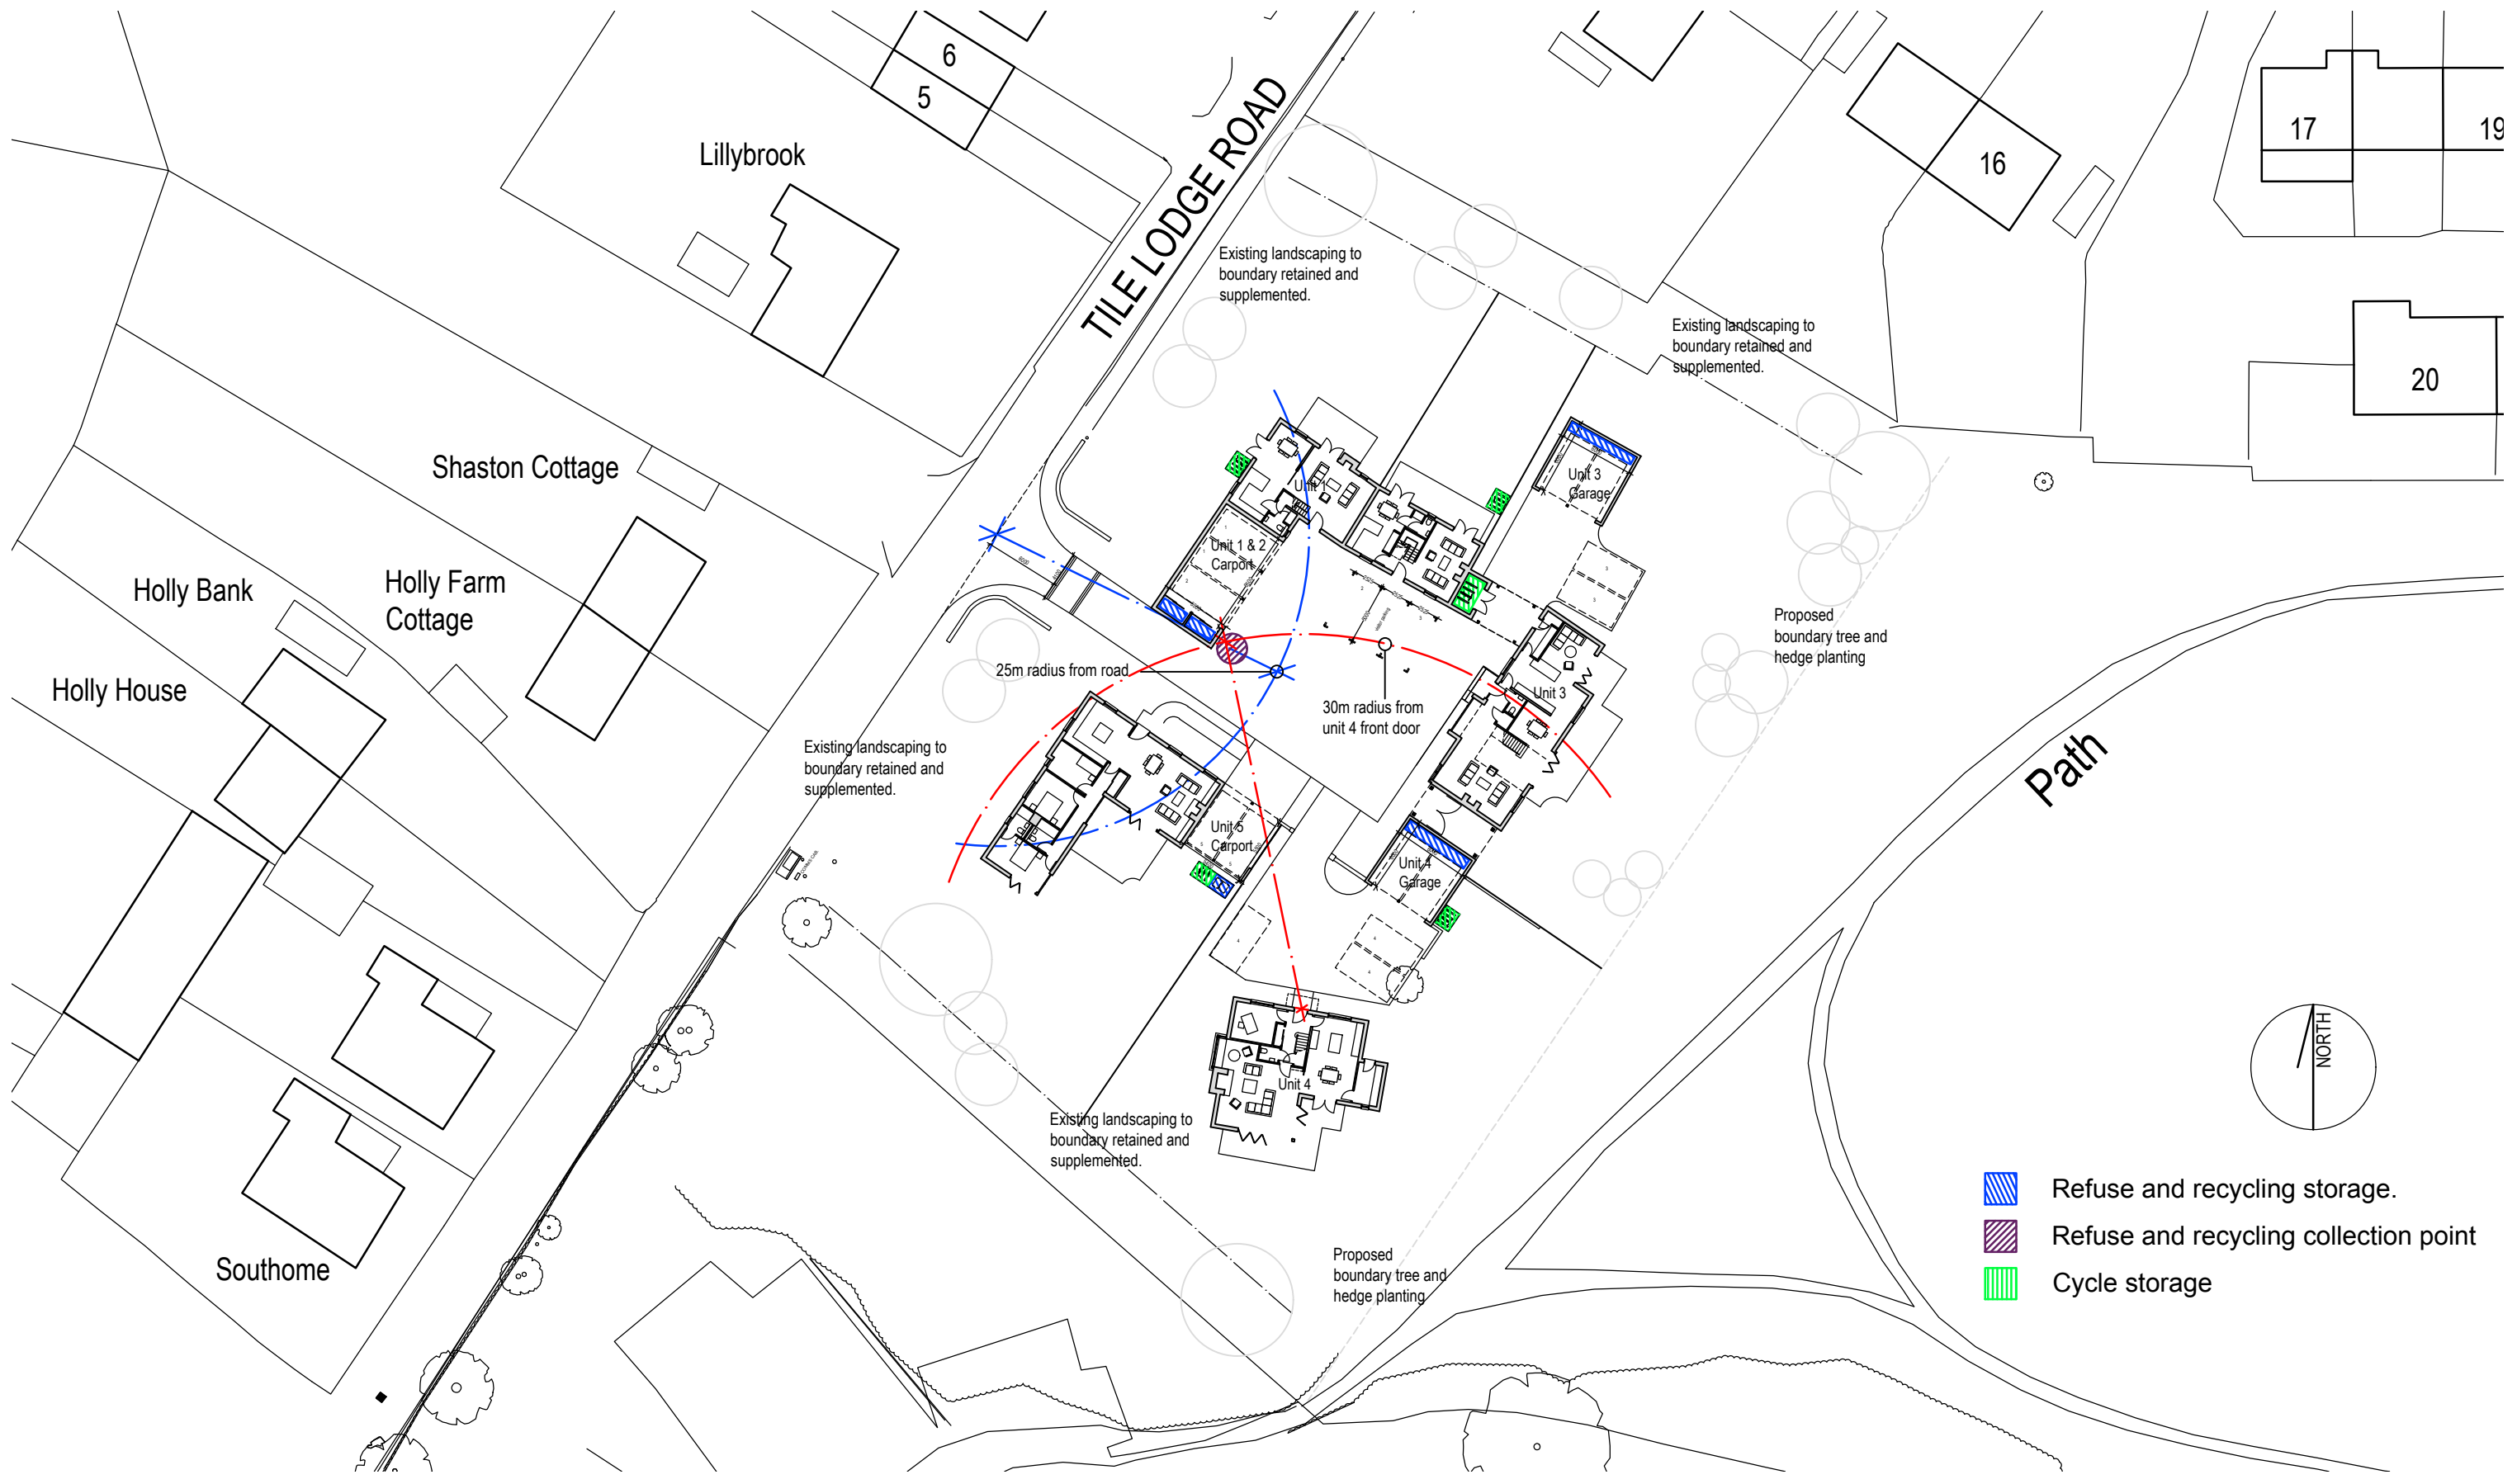 6
5
Lillybrook
TILE LODGE ROAD
16
17
19
20
Existing landscaping to
boundary retained and
supplemented.
Existing landscaping to
boundary retained and
supplemented.
Shaston Cottage
Holly Bank
Holly Farm
Cottage
Holly House
Unit 1
Unit 3
Garage
Unit 1 & 2
Carport
25m radius from road
30m radius from
unit 4 front door
Unit 3
Proposed
boundary tree and
hedge planting
Path
Existing landscaping to
boundary retained and
supplemented.
Unit 5
Carport
Unit 4
Garage
Unit 4
Existing landscaping to
boundary retained and
supplemented.
Southome
Proposed
boundary tree and
hedge planting
NORTH
Refuse and recycling storage.
Refuse and recycling collection point
Cycle storage